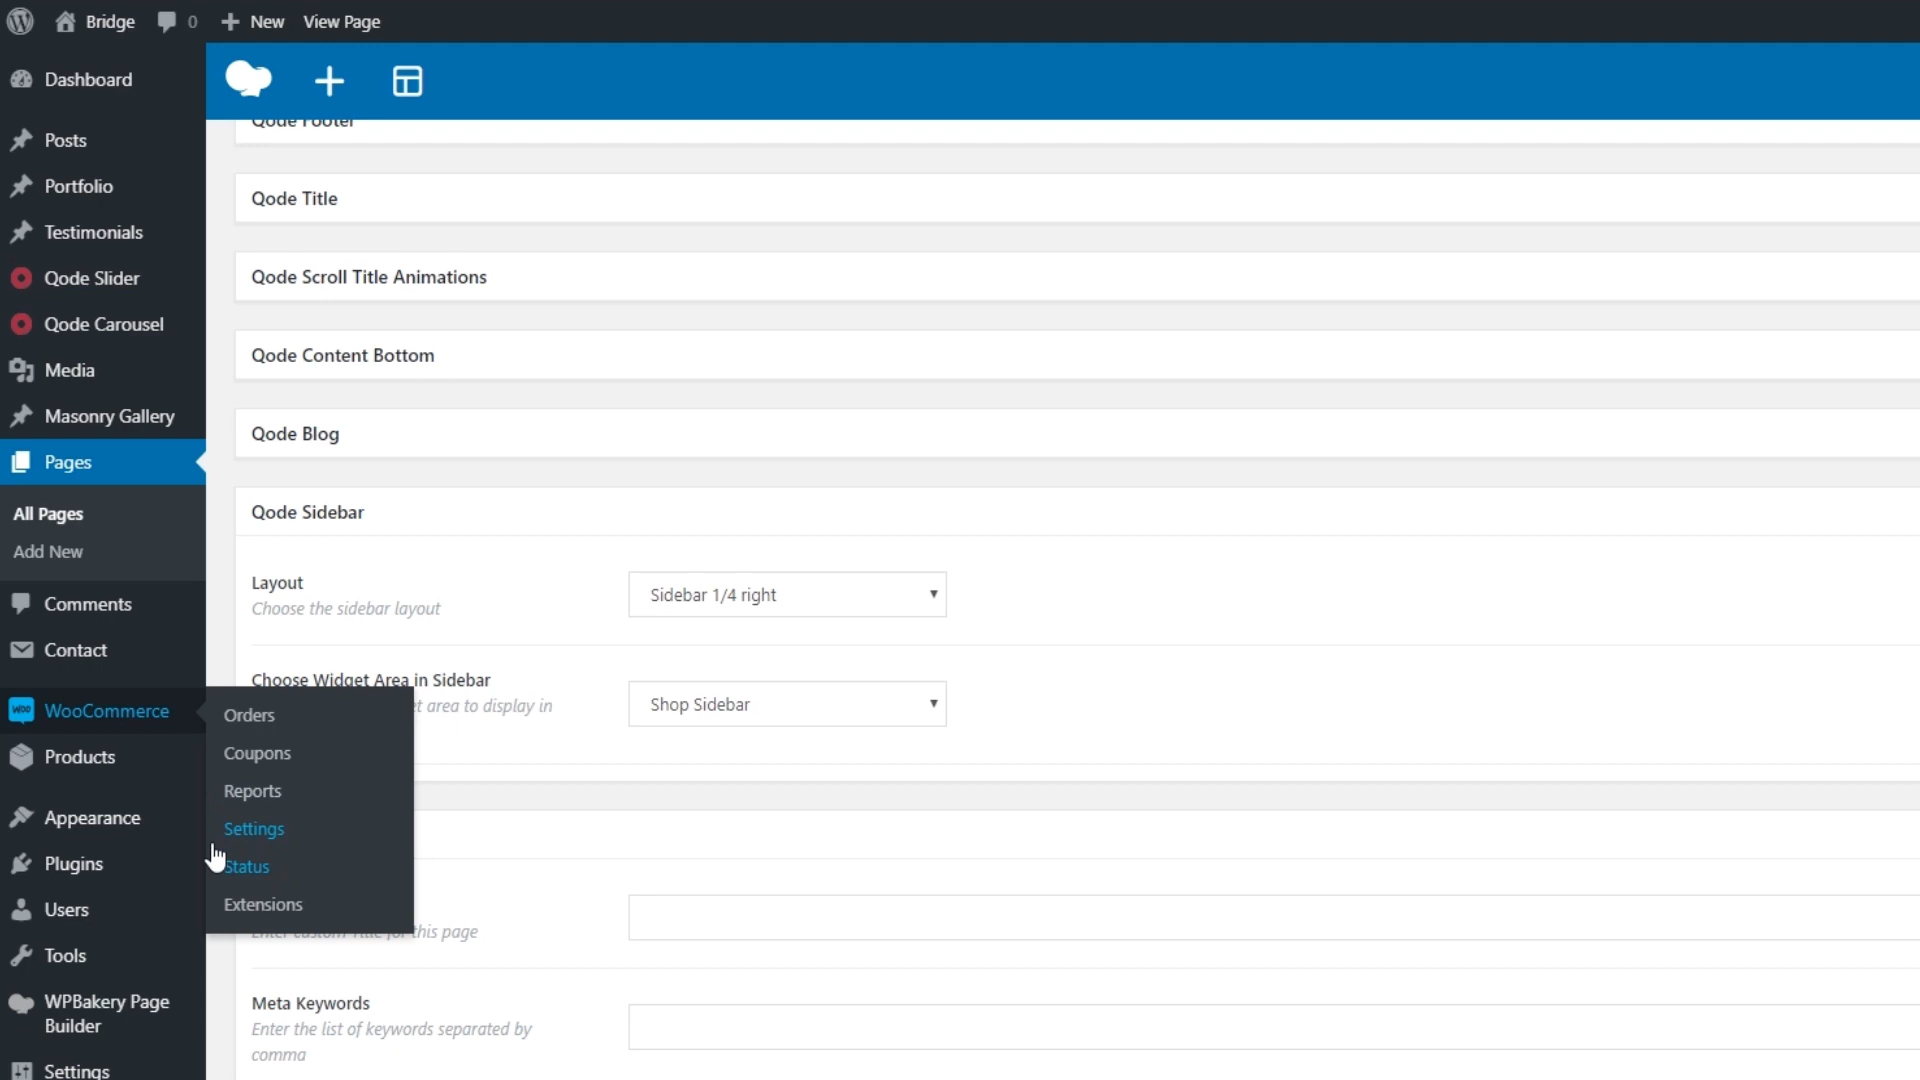 Bridge 0 New View Page
Dashboard
Posts
Portfolio
Testimonials
Qode Slider
Qode Carousel
Media
Masonry Gallery
Pages
All Pages
Add New
Comments
Contact
WooCommerce
Products
Appearance
Plugins
Users
Tools
WPBakery Page
Builder
Settings
Orders
Coupons
Reports
Settings
Status
Extensions
Qode Footer
Qode Title
Qode Scroll Title Animations
Qode Content Bottom
Qode Blog
Qode Sidebar
Layout
Choose the sidebar layout
Sidebar 1/4 right
Choose Widget Area in Sidebar
area to display in
Shop Sidebar
this page
Meta Keywords
Enter the list of keywords separated by
comma